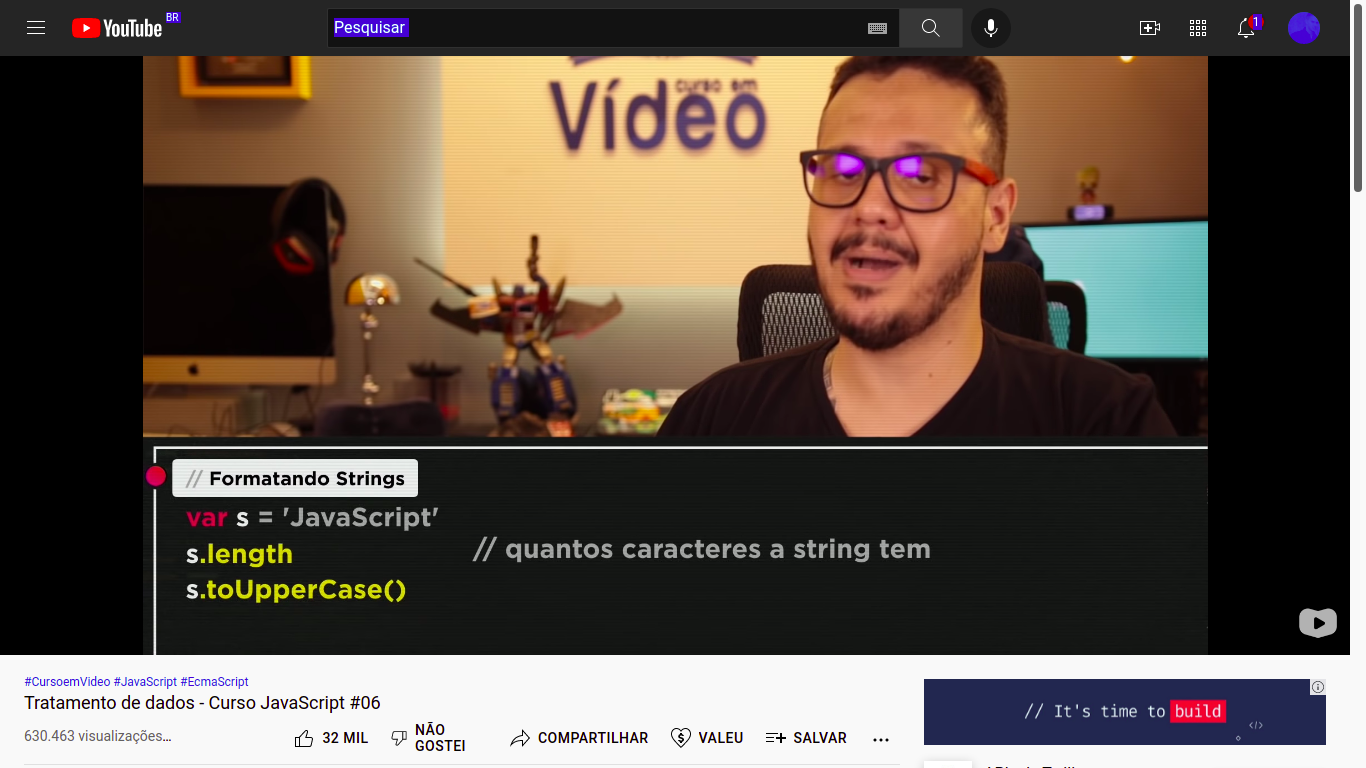 YouTube BR
Pesquisar
1
curso em
Vídeo
// Formatando Strings
var s = 'JavaScript'
s.length // quantos caracteres a string tem
s.toUpperCase()
#CursoemVideo #JavaScript #EcmaScript
Tratamento de dados - Curso JavaScript #06
630.463 visualizações...
32 MIL
NÃO
GOSTEI
COMPARTILHAR
VALEU
SALVAR
// It's time to build
</>